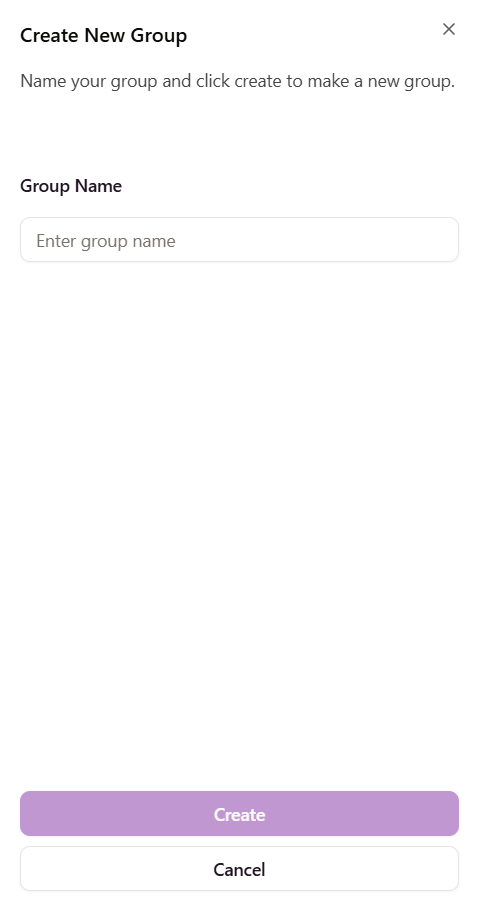 Create New Group
Name your group and click create to make a new group.
Group Name
Enter group name
Create
Cancel